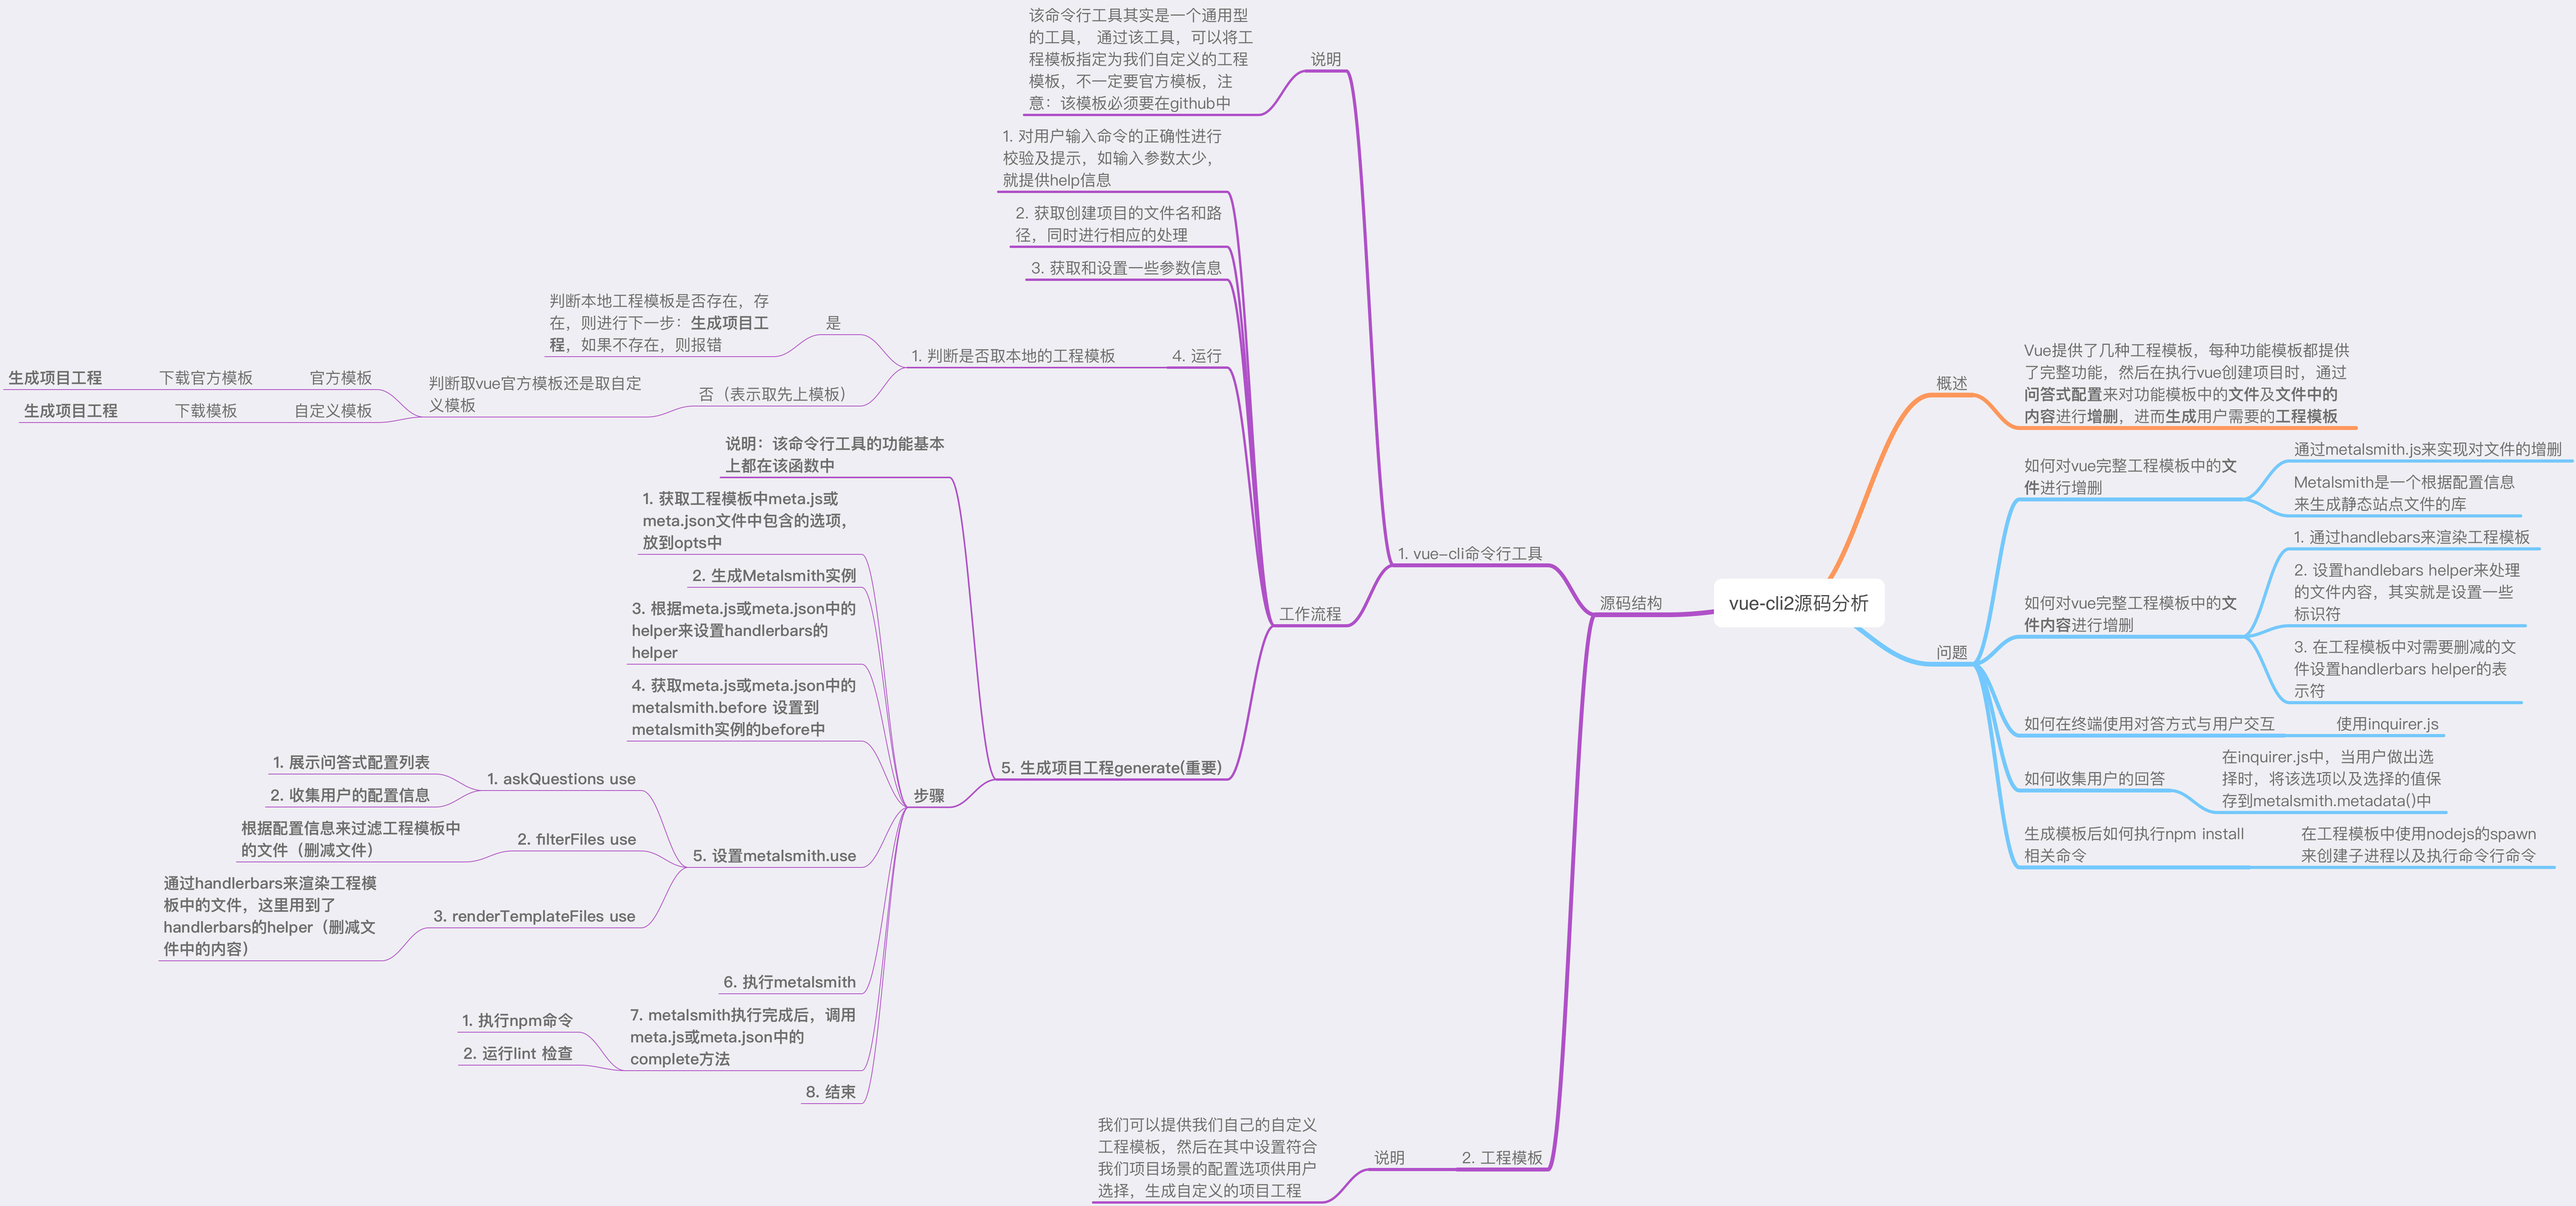 vue-cli2源码分析
概述
Vue提供了几种工程模板，每种功能模板都提供
了完整功能，然后在执行vue创建项目时，通过
问答式配置来对功能模板中的文件及文件中的
内容进行增删，进而生成用户需要的工程模板
问题
如何对vue完整工程模板中的文
件进行增删
通过metalsmith.js来实现对文件的增删
Metalsmith是一个根据配置信息
来生成静态站点文件的库
如何对vue完整工程模板中的文
件内容进行增删
1. 通过handlebars来渲染工程模板
2. 设置handlebars helper来处理
的文件内容，其实就是设置一些
标识符
3. 在工程模板中对需要删减的文
件设置handlerbars helper的表
示符
如何在终端使用对答方式与用户交互
使用inquirer.js
如何收集用户的回答
在inquirer.js中，当用户做出选
择时，将该选项以及选择的值保
存到metalsmith.metadata()中
生成模板后如何执行npm install
相关命令
在工程模板中使用nodejs的spawn
来创建子进程以及执行命令行命令
源码结构
1. vue-cli命令行工具
说明
该命令行工具其实是一个通用型
的工具， 通过该工具，可以将工
程模板指定为我们自定义的工程
模板，不一定要官方模板，注
意：该模板必须要在github中
工作流程
1. 对用户输入命令的正确性进行
校验及提示，如输入参数太少，
就提供help信息
2. 获取创建项目的文件名和路
径，同时进行相应的处理
3. 获取和设置一些参数信息
4. 运行
1. 判断是否取本地的工程模板
是
判断本地工程模板是否存在，存
在，则进行下一步：生成项目工
程，如果不存在，则报错
否（表示取先上模板）
判断取vue官方模板还是取自定
义模板
官方模板
下载官方模板
生成项目工程
自定义模板
下载模板
生成项目工程
5. 生成项目工程generate(重要)
说明：该命令行工具的功能基本
上都在该函数中
步骤
1. 获取工程模板中meta.js或
meta.json文件中包含的选项，
放到opts中
2. 生成Metalsmith实例
3. 根据meta.js或meta.json中的
helper来设置handlerbars的
helper
4. 获取meta.js或meta.json中的
metalsmith.before 设置到
metalsmith实例的before中
5. 设置metalsmith.use
1. askQuestions use
1. 展示问答式配置列表
2. 收集用户的配置信息
2. filterFiles use
根据配置信息来过滤工程模板中
的文件（删减文件）
3. renderTemplateFiles use
通过handlerbars来渲染工程模
板中的文件，这里用到了
handlerbars的helper（删减文
件中的内容）
6. 执行metalsmith
7. metalsmith执行完成后，调用
meta.js或meta.json中的
complete方法
1. 执行npm命令
2. 运行lint 检查
8. 结束
2. 工程模板
说明
我们可以提供我们自己的自定义
工程模板，然后在其中设置符合
我们项目场景的配置选项供用户
选择，生成自定义的项目工程